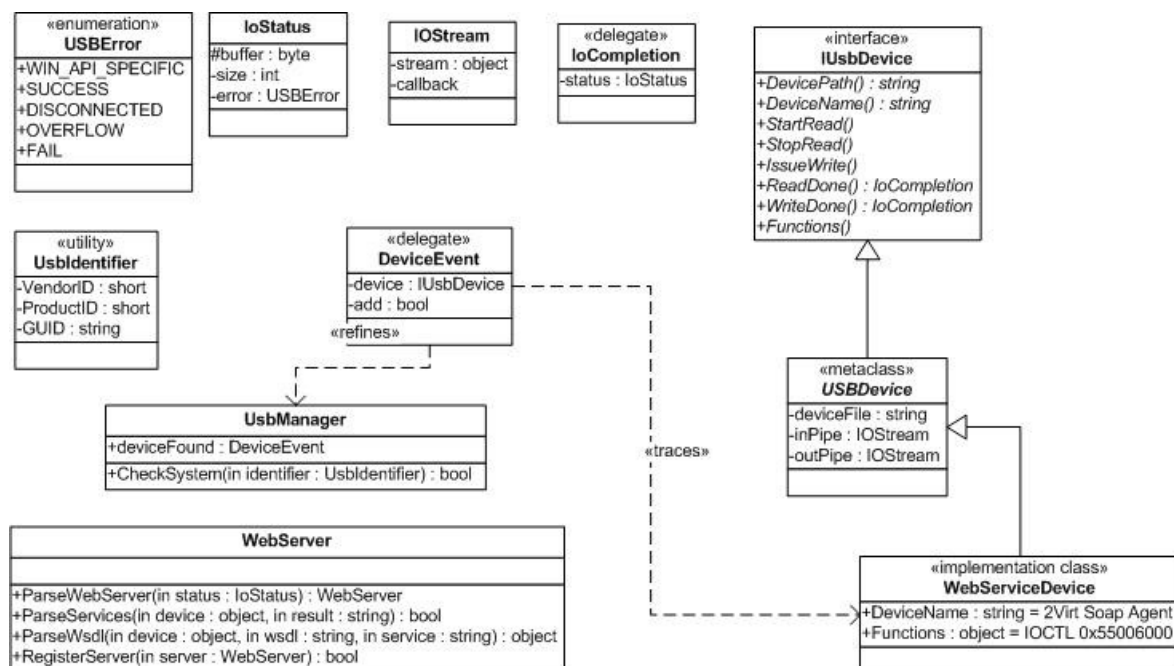 «enumeration»
USBError
+WIN_API_SPECIFIC
+SUCCESS
+DISCONNECTED
+OVERFLOW
+FAIL
IoStatus
#buffer : byte
-size : int
-error : USBError
IOStream
-stream : object
-callback
«delegate»
IoCompletion
-status : IoStatus
«interface»
IUsbDevice
+DevicePath() : string
+DeviceName() : string
+StartRead()
+StopRead()
+IssueWrite()
+ReadDone() : IoCompletion
+WriteDone() : IoCompletion
+Functions()
«utility»
UsbIdentifier
-VendorID : short
-ProductID : short
-GUID : string
«delegate»
DeviceEvent
-device : IUsbDevice
-add : bool
«refines»
UsbManager
+deviceFound : DeviceEvent
+CheckSystem(in identifier : UsbIdentifier) : bool
«traces»
«metaclass»
USBDevice
-deviceFile : string
-inPipe : IOStream
-outPipe : IOStream
WebServer
+ParseWebServer(in status : IoStatus) : WebServer
+ParseServices(in device : object, in result : string) : bool
+ParseWsdl(in device : object, in wsdl : string, in service : string) : object
+RegisterServer(in server : WebServer) : bool
«implementation class»
WebServiceDevice
+DeviceName : string = 2Virt Soap Agent
+Functions : object = IOCTL 0x55006000